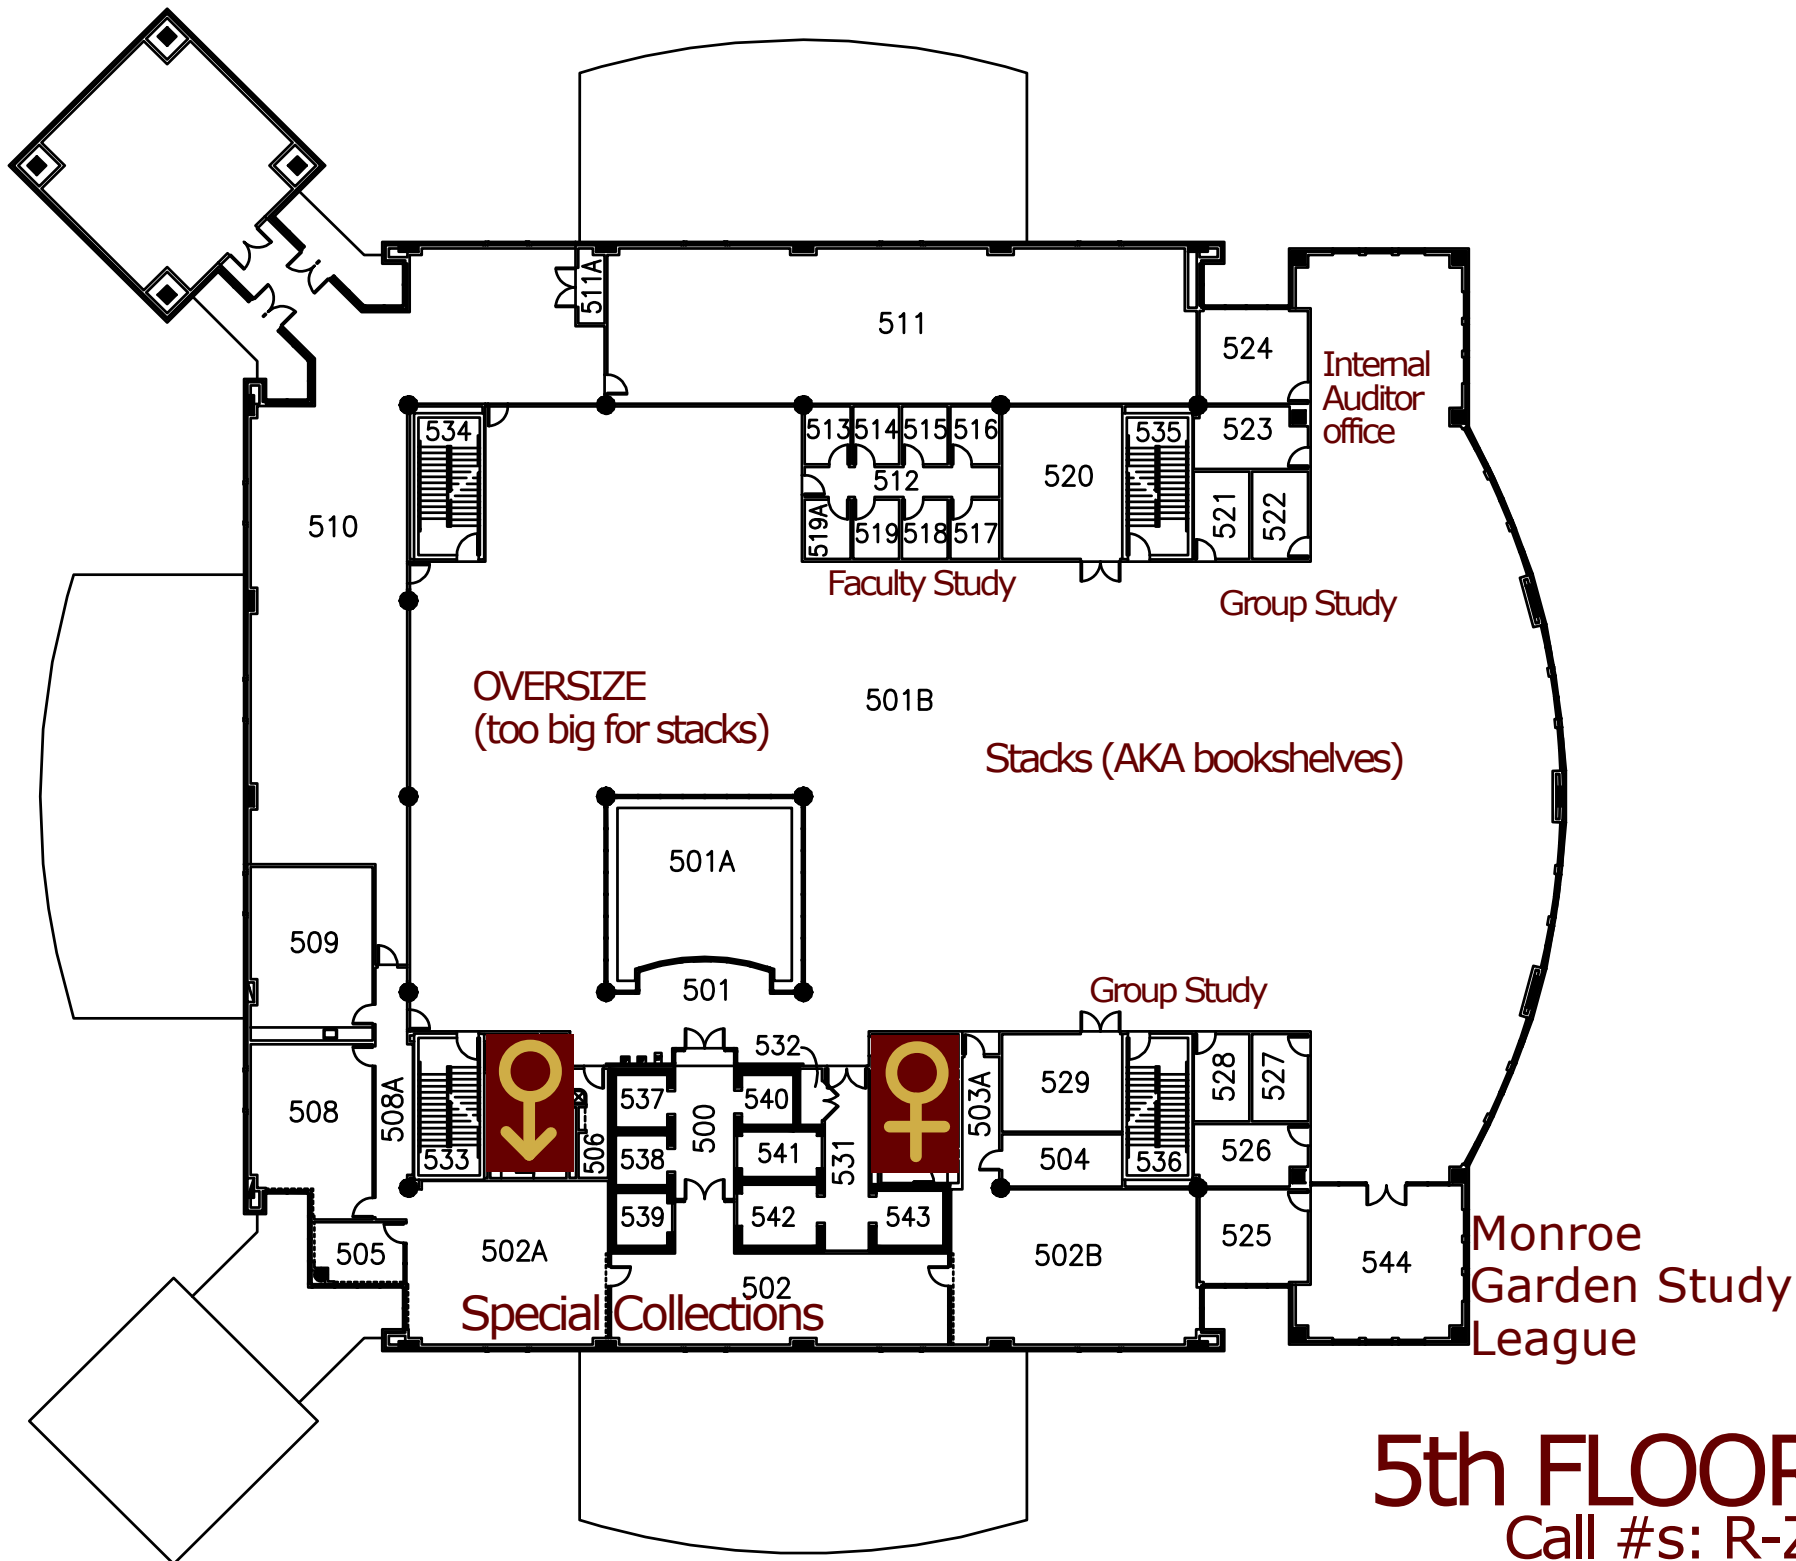 511A
511
524
Internal
Auditor
office
534
513
514
515
516
535
523
512
520
510
519A
519
518
517
521
522
Faculty Study
Group Study
OVERSIZE
(too big for stacks)
501B
Stacks (AKA bookshelves)
501A
509
501
Group Study
532
508
508A
533
506
537
538
539
500
540
541
542
531
543
503A
529
504
536
528
527
526
505
502A
502
502B
525
544
Special Collections
Monroe
Garden Study
League
5th FLOOR
Call #s: R-Z